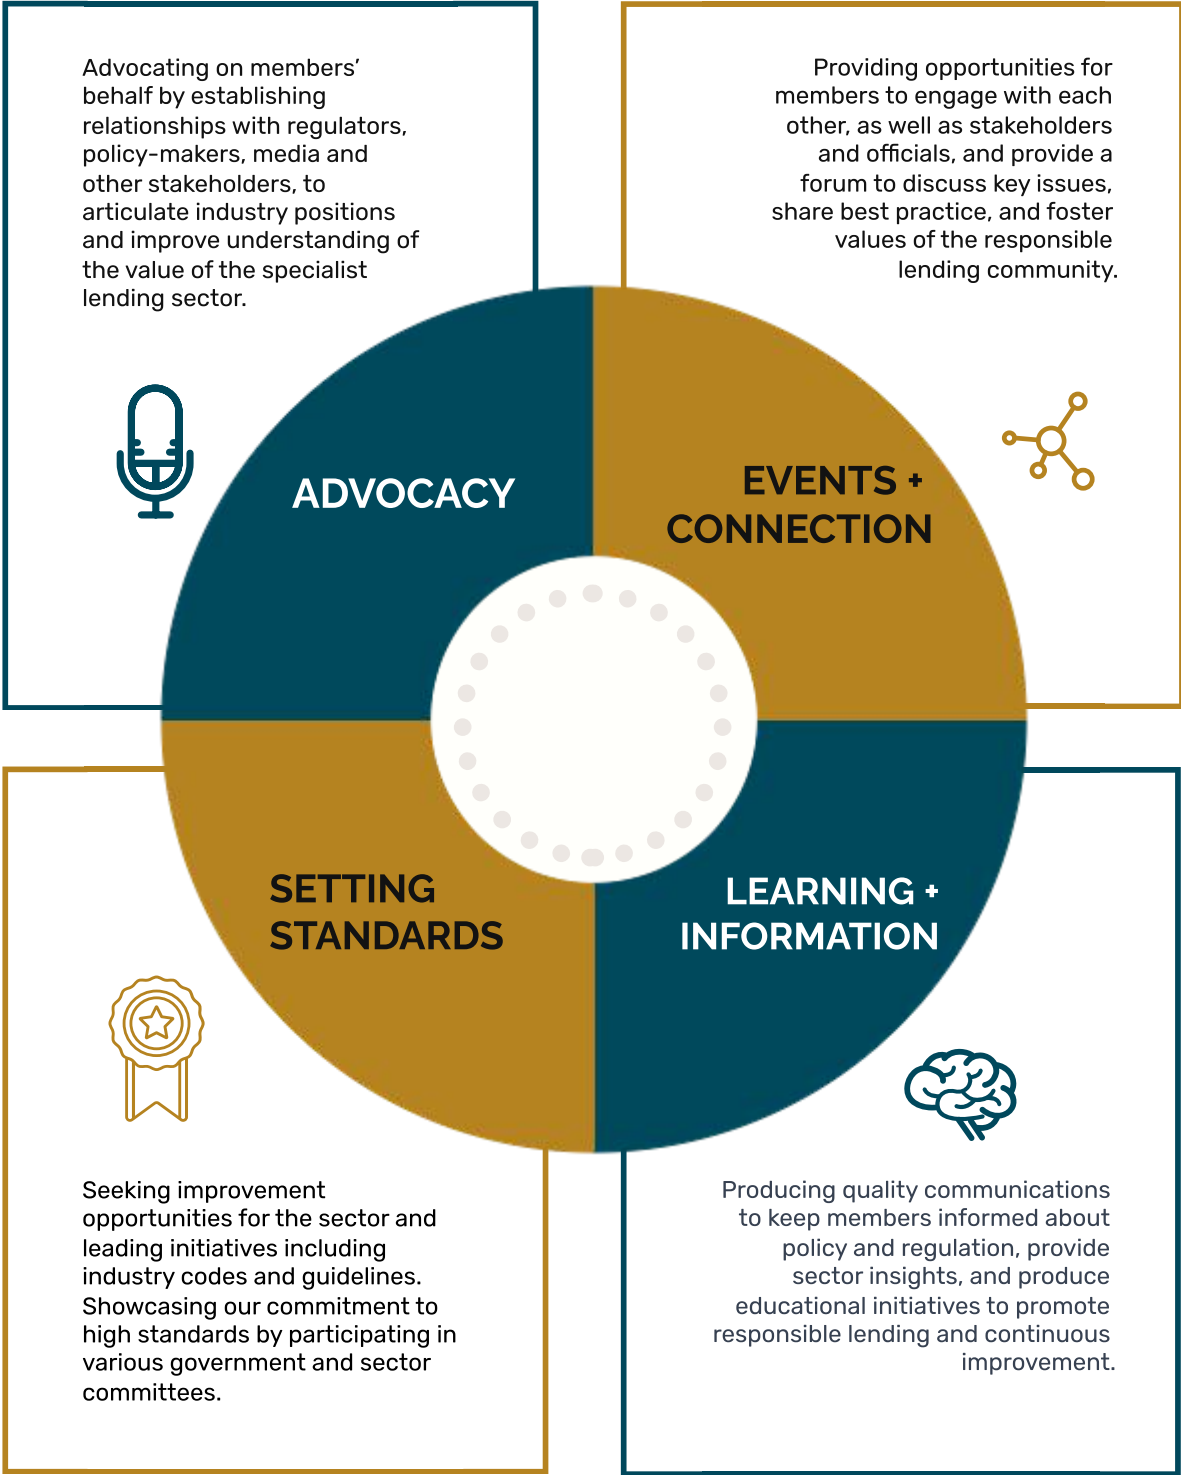 Advocating on members’
behalf by establishing
relationships with regulators,
policy-makers, media and
other stakeholders, to
articulate industry positions
and improve understanding of
the value of the specialist
lending sector.
Providing opportunities for
members to engage with each
other, as well as stakeholders
and officials, and provide a
forum to discuss key issues,
share best practice, and foster
values of the responsible
lending community.
ADVOCACY
EVENTS +
CONNECTION
SETTING
STANDARDS
LEARNING +
INFORMATION
Seeking improvement
opportunities for the sector and
leading initiatives including
industry codes and guidelines.
Showcasing our commitment to
high standards by participating in
various government and sector
committees.
Producing quality communications
to keep members informed about
policy and regulation, provide
sector insights, and produce
educational initiatives to promote
responsible lending and continuous
improvement.